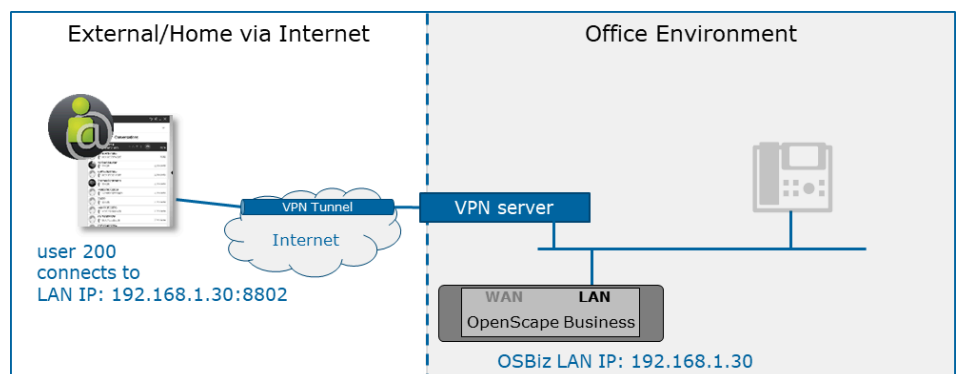 External/Home via Internet
Office Environment
@
VPN Tunnel
VPN server
Internet
user 200
connects to
LAN IP: 192.168.1.30:8802
WAN LAN
OpenScape Business
OSBiz LAN IP: 192.168.1.30